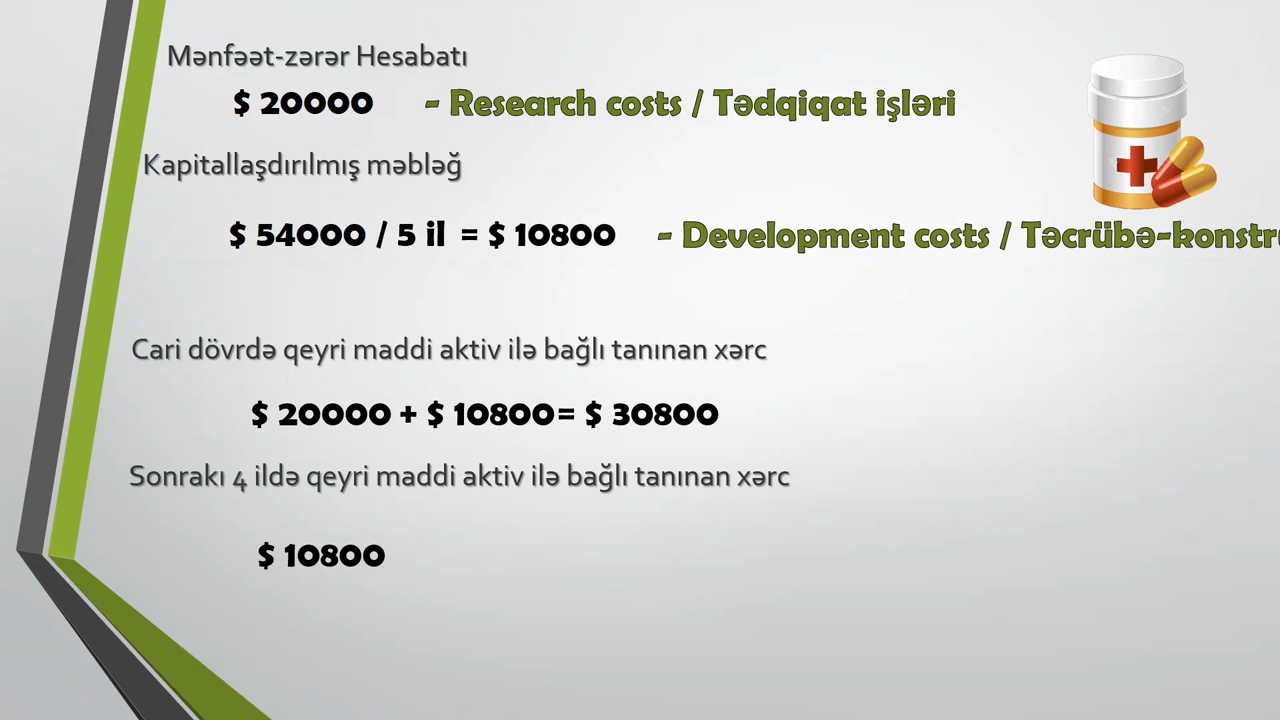 Mənfəət-zərər Hesabatı
$ 20000 - Research costs / Tədqiqat işləri
Kapitallaşdırılmış məbləğ
$ 54000 / 5 il = $ 10800 - Development costs /
Cari dövrdə qeyri maddi aktiv ilə bağlı tanınan xərc
$ 20000 + $ 10800= $ 30800
Sonrakı 4 ildə qeyri maddi aktiv ilə bağlı tanınan xərc
$ 10800